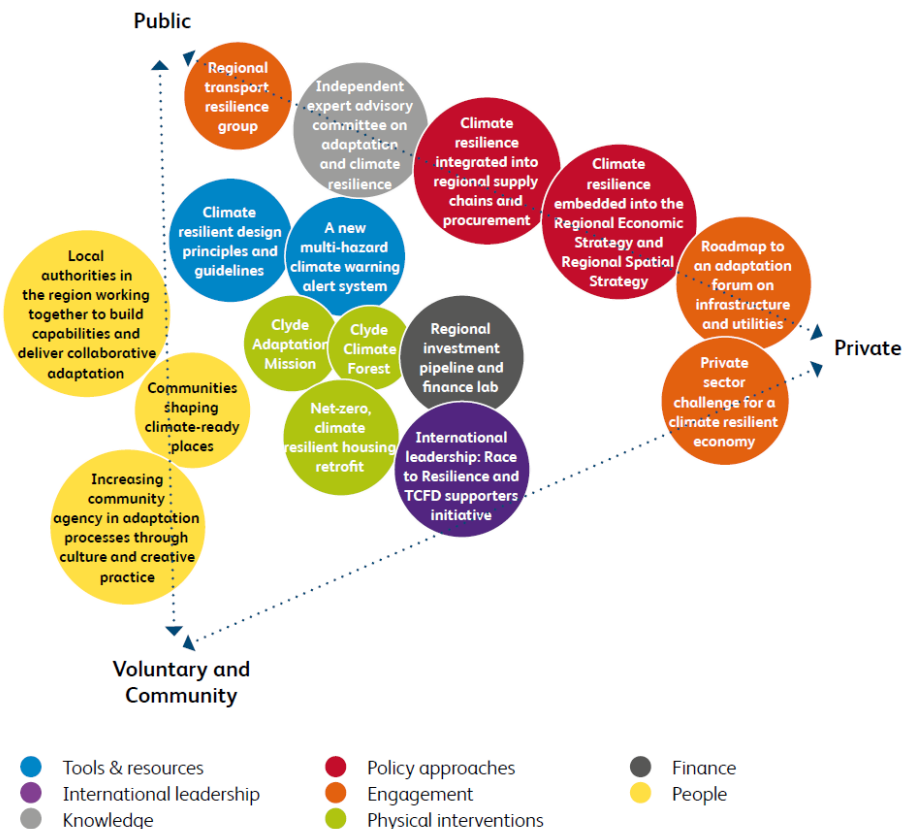 Public
Regional
transport
resilience
group
Independent
expert advisory
committee on
adaptation
and climate
resilience
Climate
resilience
integrated into
regional supply
chains and
procurement
Climate
resilience
embedded into the
Regional Economic
Strategy and
Regional Spatial
Strategy
Roadmap to
an adaptation
forum on
infrastructure
and utilities
Climate
resilient design
principles and
guidelines
A new
multi-hazard
climate warning
alert system
Local
authorities in
the region working
together to build
capabilities and
deliver collaborative
adaptation
Clyde
Adaptation
Mission
Clyde
Climate
Forest
Regional
investment
pipeline and
finance lab
Private
Private
sector
challenge for a
climate resilient
economy
Communities
shaping
climate-ready
places
Net-zero,
climate
resilient housing
retrofit
International
leadership: Race
to Resilience and
TCFD supporters
initiative
Increasing
community
agency in adaptation
processes through
culture and creative
practice
Voluntary and
Community
Tools & resources
International leadership
Knowledge
Policy approaches
Engagement
Physical interventions
Finance
People